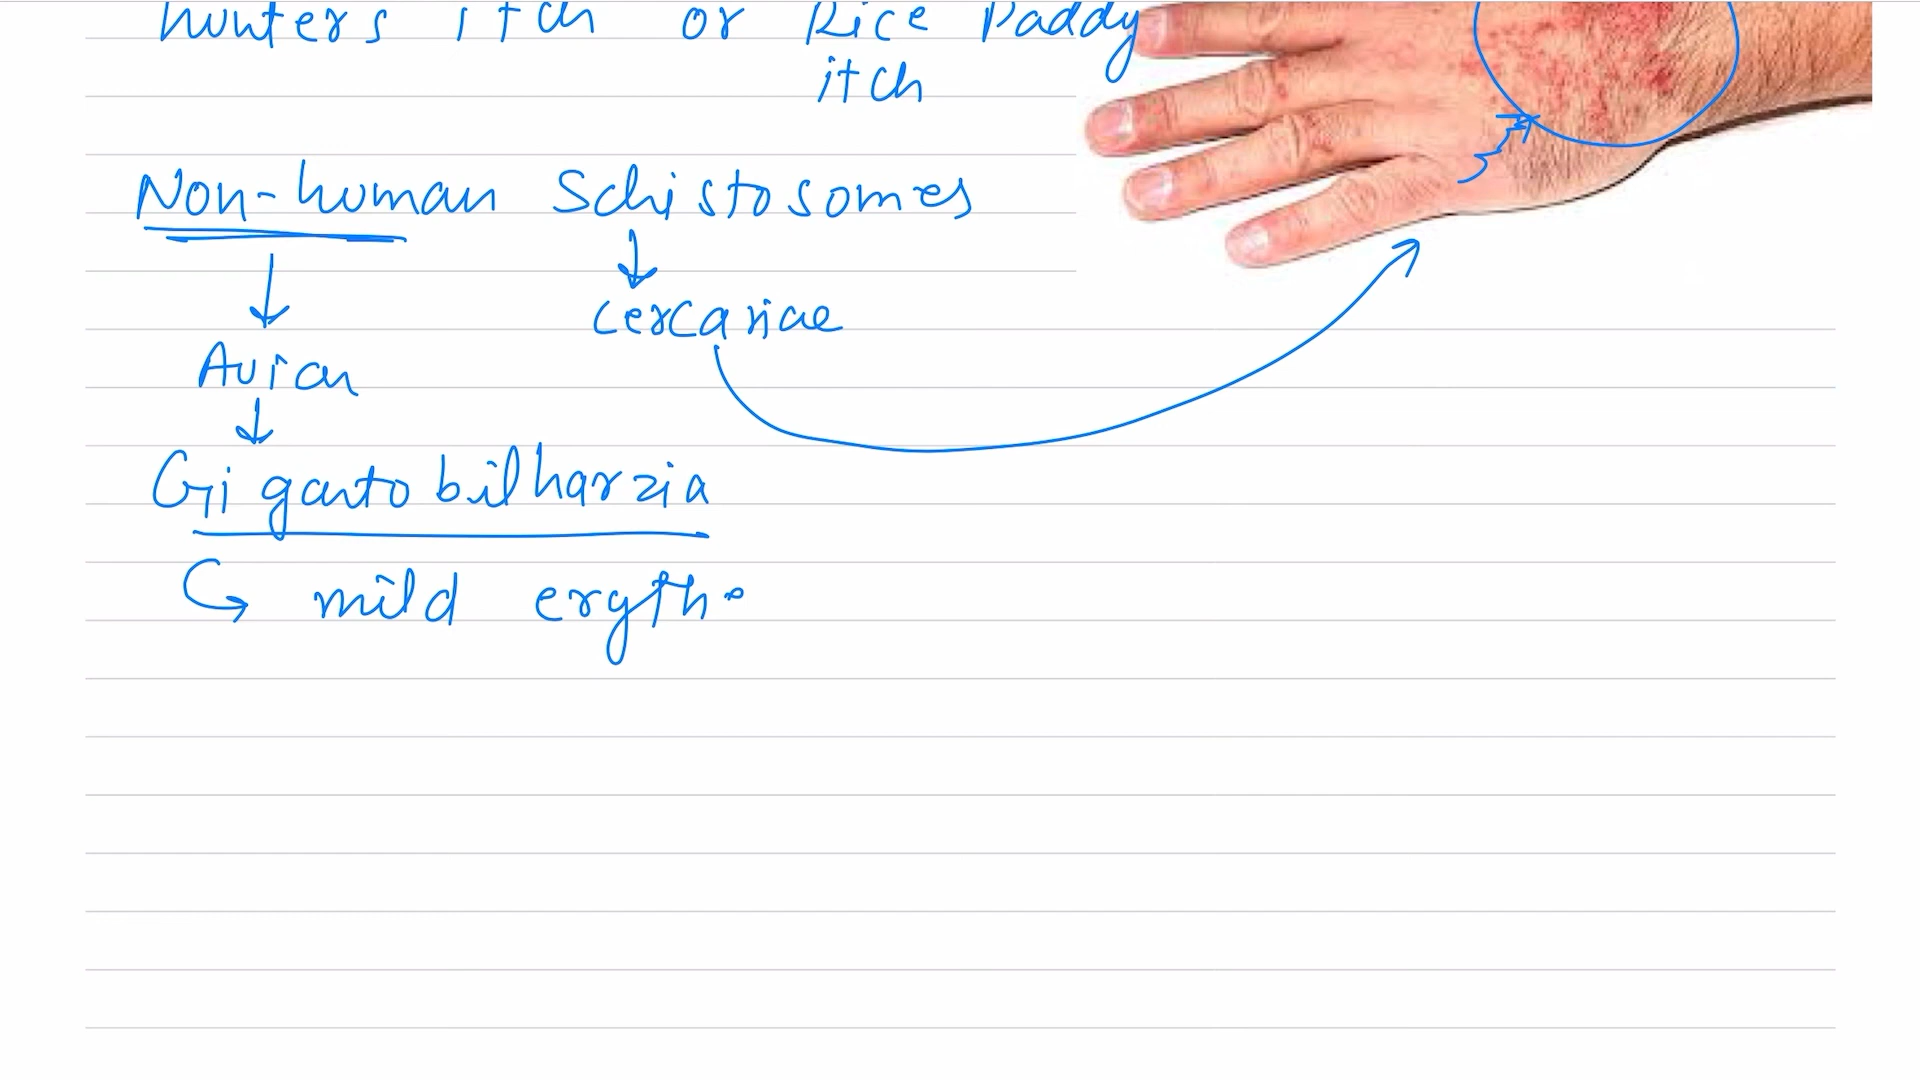 hunters itch or Rice Paddy
itch
Non-human Schistosomes
cercariae
Avian
Gigantobilharzia
mild erythe